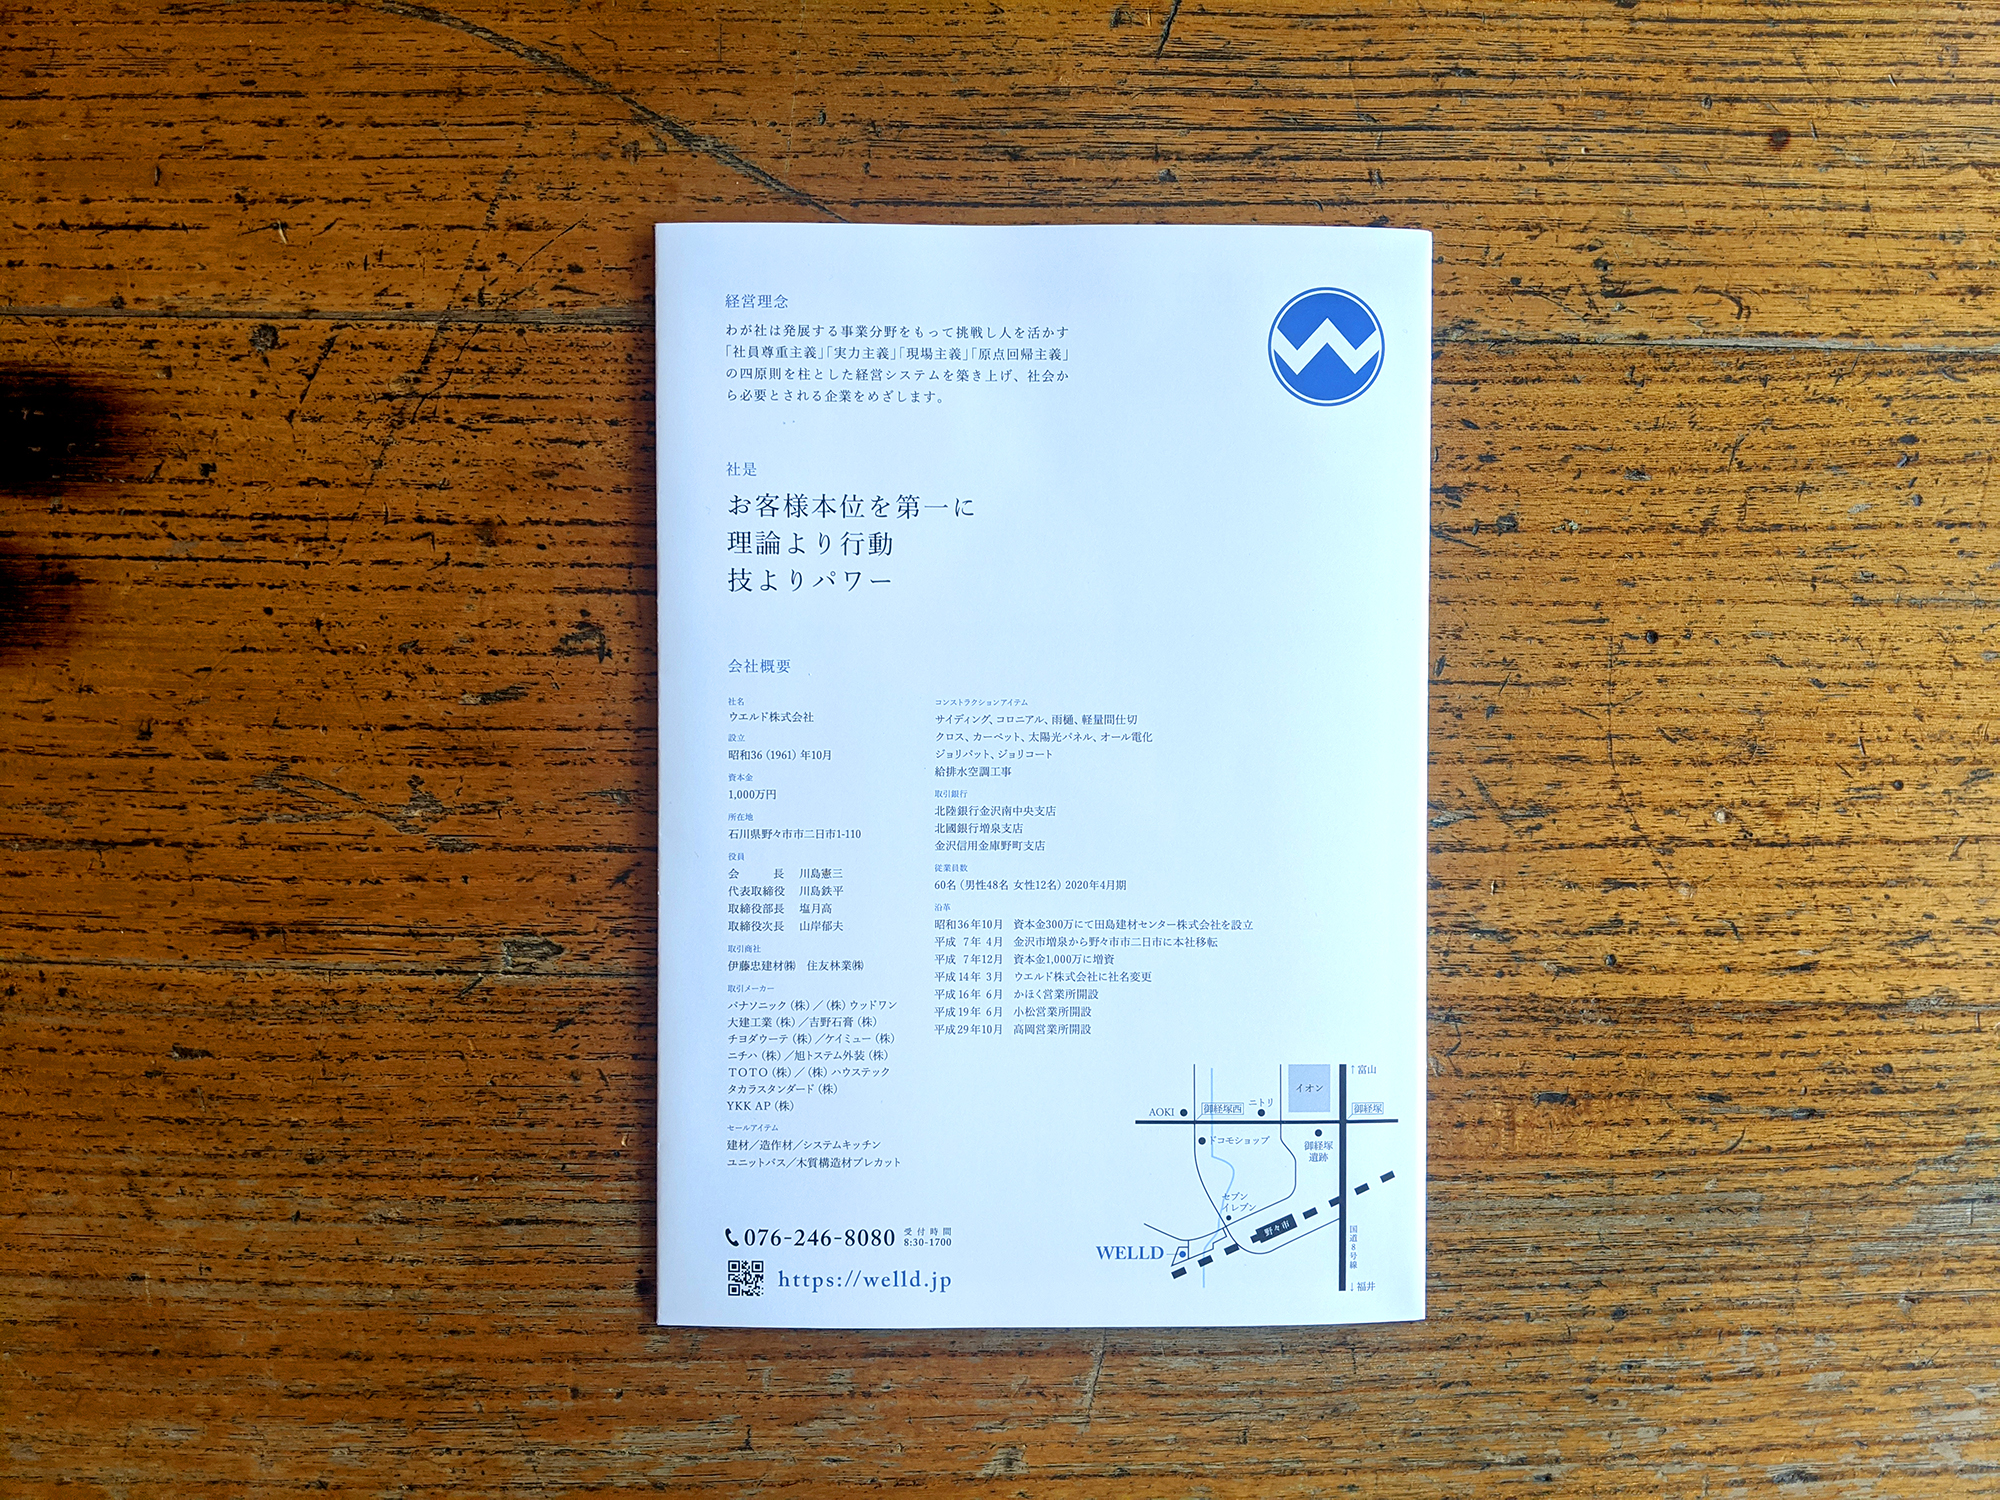 経営理念
わが社は発展する事業分野をもって挑戦し人を活かす
「社員尊重主義」「実力主義」「現場主義」「原点回帰主義」
の四原則を柱とした経営システムを築き上げ、社会か
ら必要とされる企業をめざします。
社是
お客様本位を第一に
理論より行動
技よりパワー
会社概要
社名
ウエルド株式会社
設立
昭和36（1961）年10月
資本金
1,000万円
所在地
石川県野々市市二日市1-110
役員
会　　　長　川島憲三
代表取締役　川島鉄平
取締役部長　塩月高
取締役次長　山岸郁夫
取引商社
伊藤忠建材㈱　住友林業㈱
取引メーカー
パナソニック（株）／（株）ウッドワン
大建工業（株）／吉野石膏（株）
チヨダウーテ（株）／ケイミュー（株）
ニチハ（株）／旭トステム外装（株）
TOTO（株）／（株）ハウステック
タカラスタンダード（株）
YKK AP（株）
セールアイテム
建材／造作材／システムキッチン
ユニットバス／木質構造材プレカット
コンストラクションアイテム
サイディング、コロニアル、雨樋、軽量間仕切
クロス、カーペット、太陽光パネル、オール電化
ジョリパット、ジョリコート
給排水空調工事
取引銀行
北陸銀行金沢南中央支店
北國銀行増泉支店
金沢信用金庫野町支店
従業員数
60名（男性48名 女性12名）2020年4月期
沿革
昭和36年10月　資本金300万にて田島建材センター株式会社を設立
平成 7年 4月　金沢市増泉から野々市市二日市に本社移転
平成 7年12月　資本金1,000万に増資
平成14年 3月　ウエルド株式会社に社名変更
平成16年 6月　かほく営業所開設
平成19年 6月　小松営業所開設
平成29年10月　高岡営業所開設
076-246-8080
受付時間
8:30-1700
https://welld.jp
↑富山
イオン
AOKI
御経塚西
ニトリ
御経塚
ドコモショップ
御経塚
遺跡
セブン
イレブン
野々市
国道8号線
WELLD
↓福井